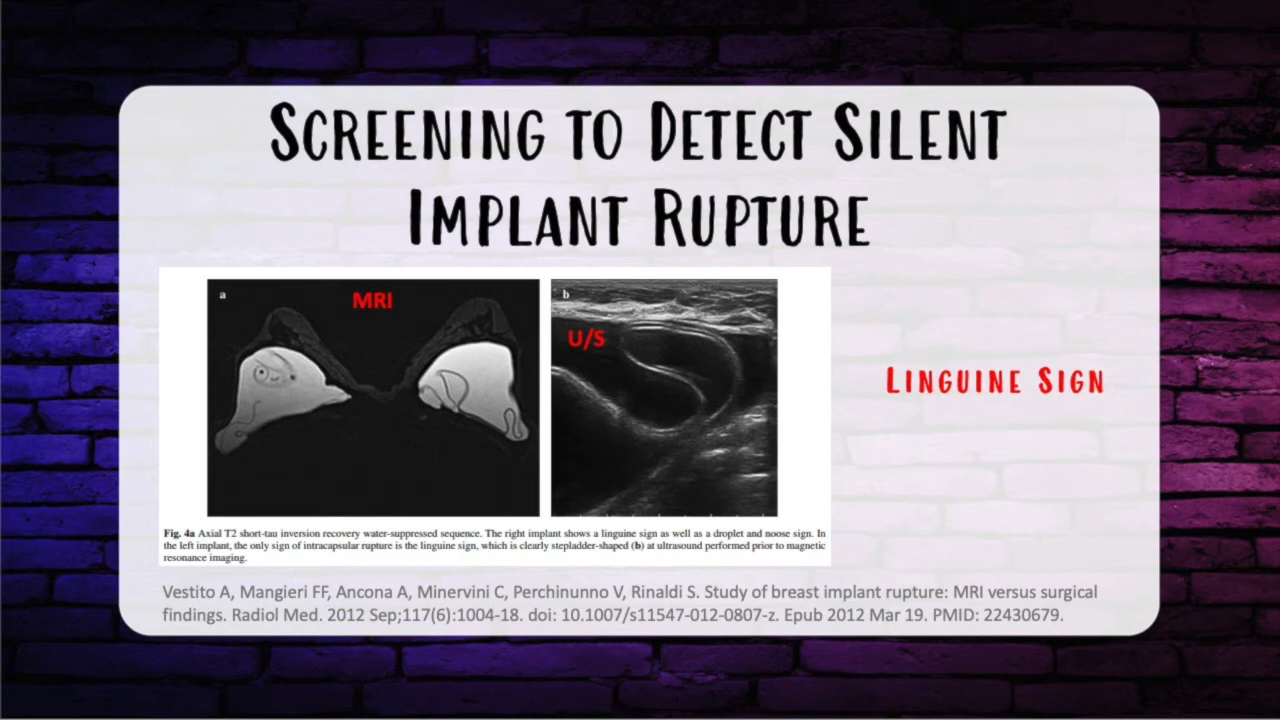 SCREENING TO DETECT SILENT
IMPLANT RUPTURE
a
MRI
b
U/S
LINGUINE SIGN
Fig. 4a Axial T2 short-tau inversion recovery water-suppressed sequence. The right implant shows a linguine sign as well as a droplet and noose sign. In
the left implant, the only sign of intracapsular rupture is the linguine sign, which is clearly stepladder-shaped (b) at ultrasound performed prior to magnetic
resonance imaging.
Vestito A, Mangieri FF, Ancona A, Minervini C, Perchinunno V, Rinaldi S. Study of breast implant rupture: MRI versus surgical
findings. Radiol Med. 2012 Sep;117(6):1004-18. doi: 10.1007/s11547-012-0807-z. Epub 2012 Mar 19. PMID: 22430679.